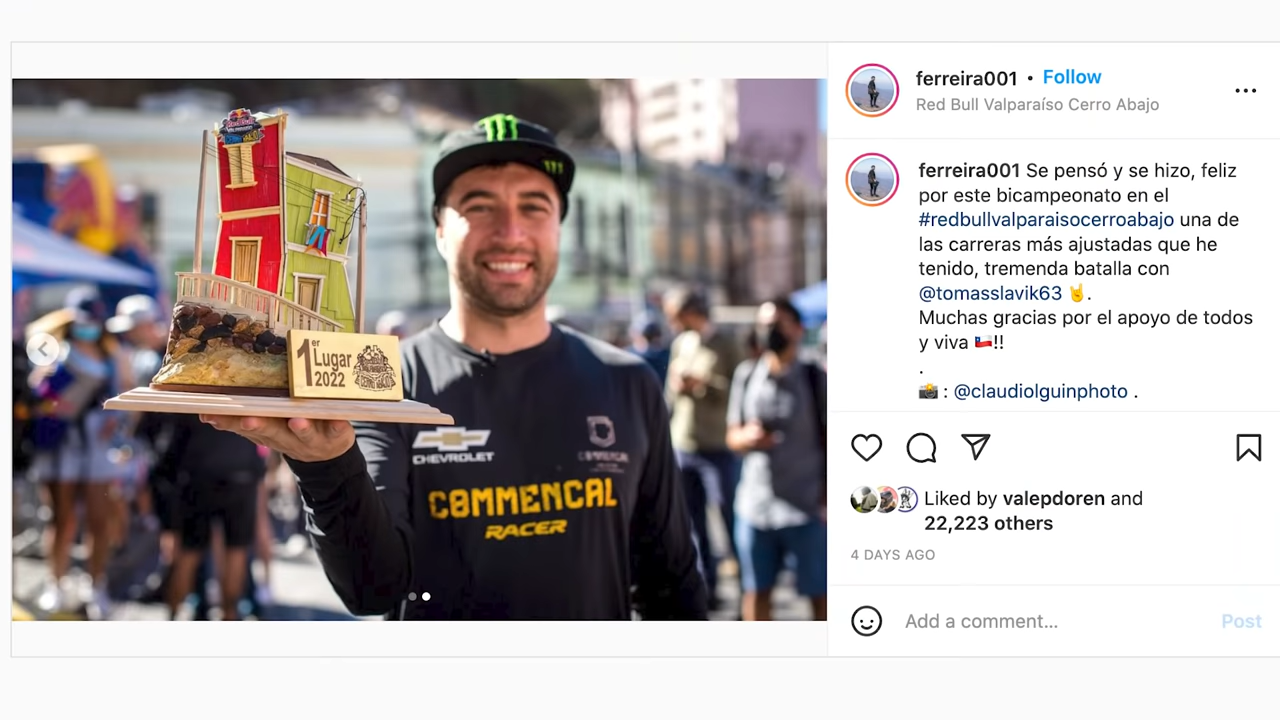 ferreira001 • Follow
Red Bull Valparaíso Cerro Abajo
ferreira001 Se pensó y se hizo, feliz
por este bicampeonato en el
#redbullvalparaisocerroabajo una de
las carreras más ajustadas que he
tenido, tremenda batalla con
@tomasslavik63 🤘.
Muchas gracias por el apoyo de todos
y viva 🇨🇱!!
.
📸 : @claudiolguinphoto .
Liked by valepdoren and
22,223 others
4 DAYS AGO
Add a comment...
Post
1er
Lugar
2022
CHEVROLET
COMMENCAL
COMMENCAL
RACER